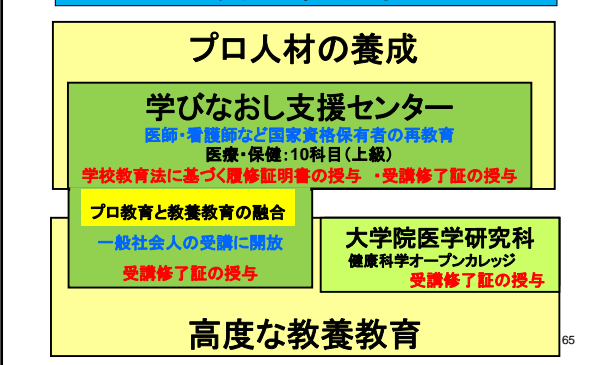 プロ人材の養成
学びなおし支援センター
医師・看護師など国家資格保有者の再教育
医療・保健：10科目（上級）
学校教育法に基づく履修証明書の授与　・受講修了証の授与
プロ教育と教養教育の融合
一般社会人の受講に開放
受講修了証の授与
大学院医学研究科
健康科学オープンカレッジ
受講修了証の授与
高度な教養教育
65